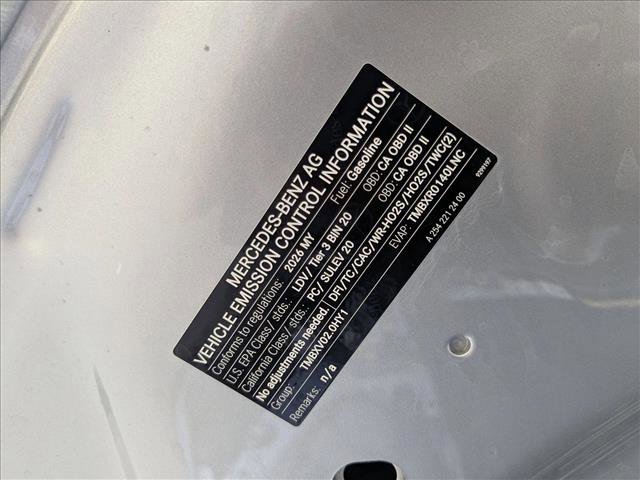 MERCEDES-BENZ AG
VEHICLE EMISSION CONTROL INFORMATION
Conforms to regulations: 2026 MY Fuel: Gasoline
U.S. EPA Class/ stds.: LDV/ Tier 3 BIN 20 OBD: CA OBD II
California Class/ stds. PC/ SULEV 20 OBD: CA OBD II
No adjustments needed. DFI/TC/CAC/WR-HO2S/HO2S/TWC(2)
Group: TMBXV02.0HY1 EVAP: TMBXR0140LNC
Remarks: n/a A 254 221 24 00
9299197